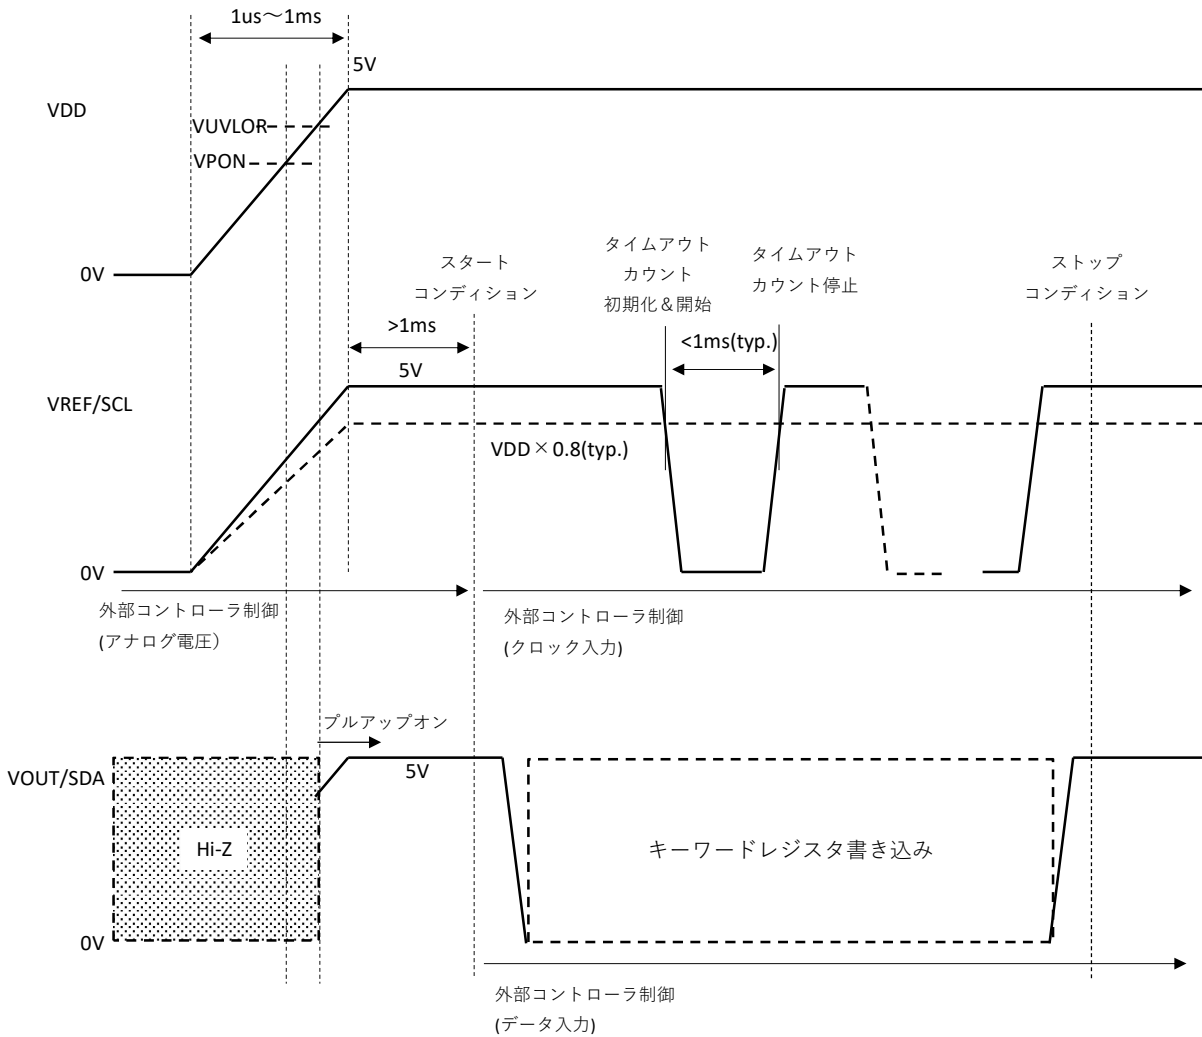 1us～1ms
5V
VDD
VUVLOR
VPON
0V
スタート
コンディション
タイムアウト
カウント
初期化＆開始
タイムアウト
カウント停止
ストップ
コンディション
>1ms
<1ms(typ.)
5V
VREF/SCL
VDD×0.8(typ.)
0V
外部コントローラ制御
(アナログ電圧）
外部コントローラ制御
(クロック入力)
プルアップオン
VOUT/SDA
5V
Hi-Z
キーワードレジスタ書き込み
0V
外部コントローラ制御
(データ入力)